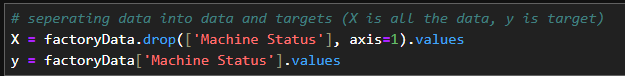 # seperating data into data and targets (X is all the data, y is target)
X = factoryData.drop(['Machine Status'], axis=1).values
y = factoryData['Machine Status'].values